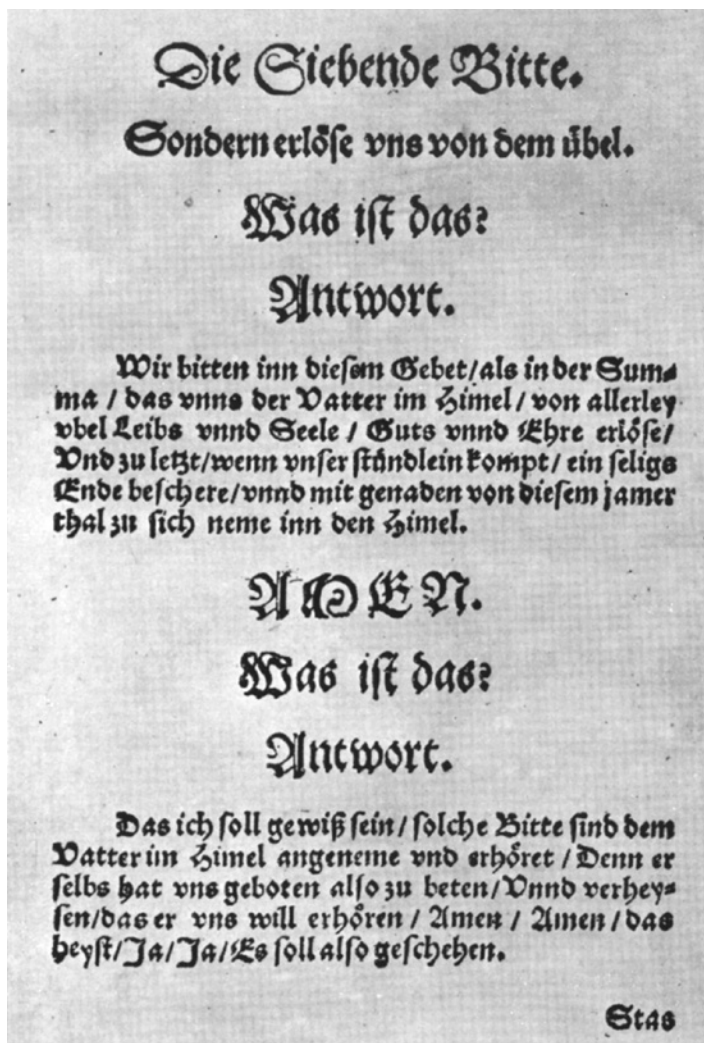 Die Siebende Bitte.
Sondern erlöse vns von dem übel.
Was ist das?
Antwort.
Wir bitten inn diesem Gebet/als in der Sum-
ma / das vnns der Vatter im Himel/ von allerley
vbel Leibs vnnd Seele / Guts vnnd Ehre erlöse/
Vnd zu letzt/wenn vnser stündlein kompt/ ein seligs
Ende beschere/vnnd mit genaden von diesem jamer
thal zu sich neme inn den Himel.
AMEN.
Was ist das?
Antwort.
Das ich soll gewiß sein/ solche Bitte sind dem
Vatter im Himel angeneme vnd erhöret /Denn er
selbs hat vns geboten also zu beten/Vnnd verhey-
sen/das er vns will erhören / Amen / Amen /das
heyst/Ja/Ja/Es soll also geschehen.
Stas